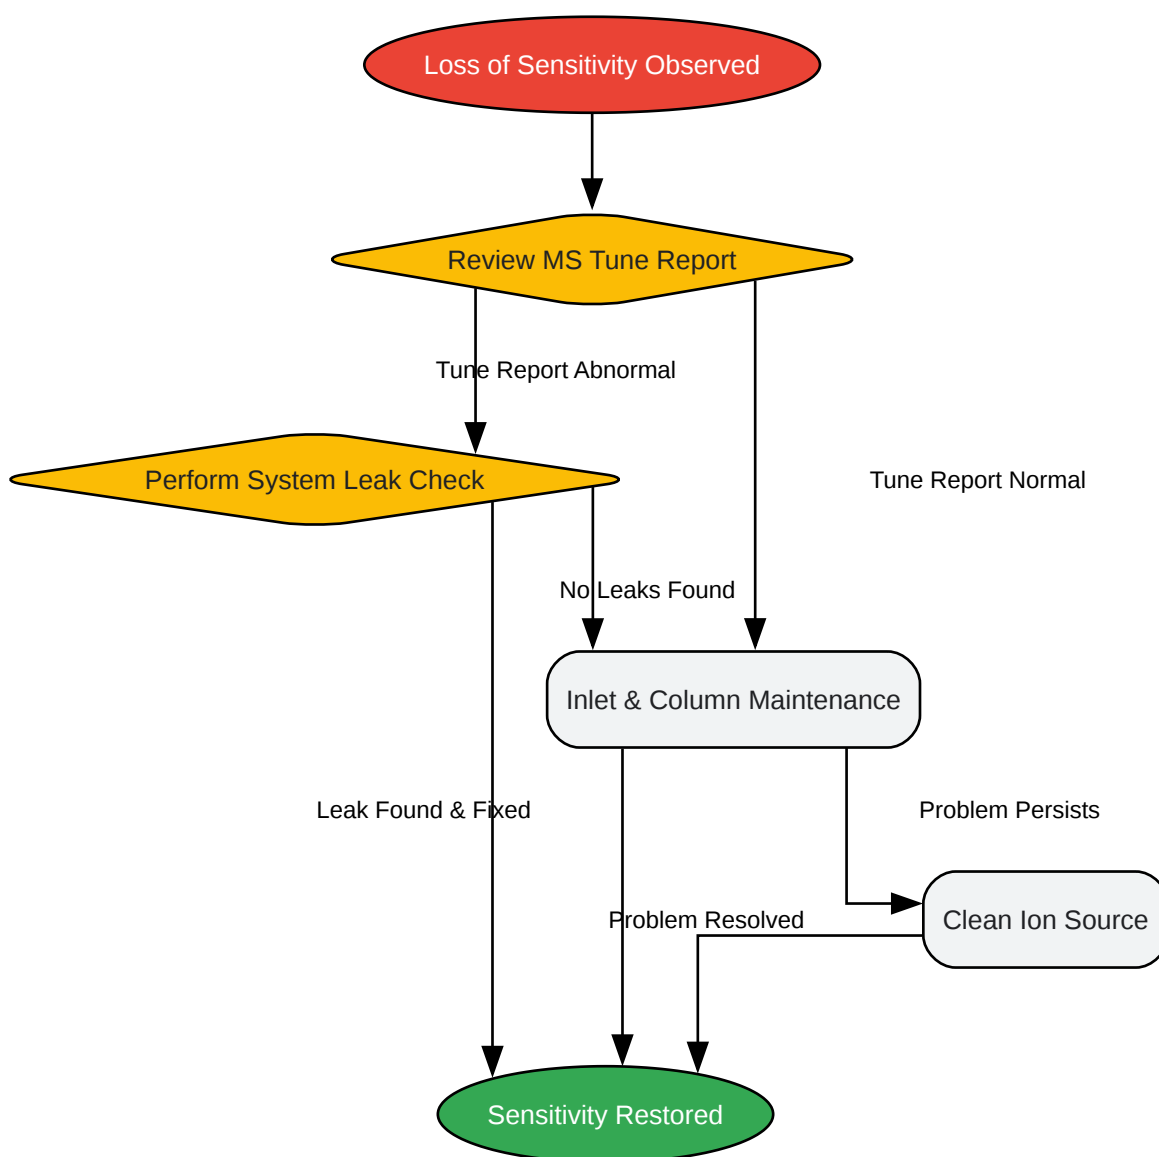 Loss of Sensitivity Observed
Review MS Tune Report
Tune Report Abnormal
Perform System Leak Check
Tune Report Normal
No Leaks Found
Inlet & Column Maintenance
Leak Found & Fixed
Problem Persists
Problem Resolved
Clean Ion Source
Sensitivity Restored